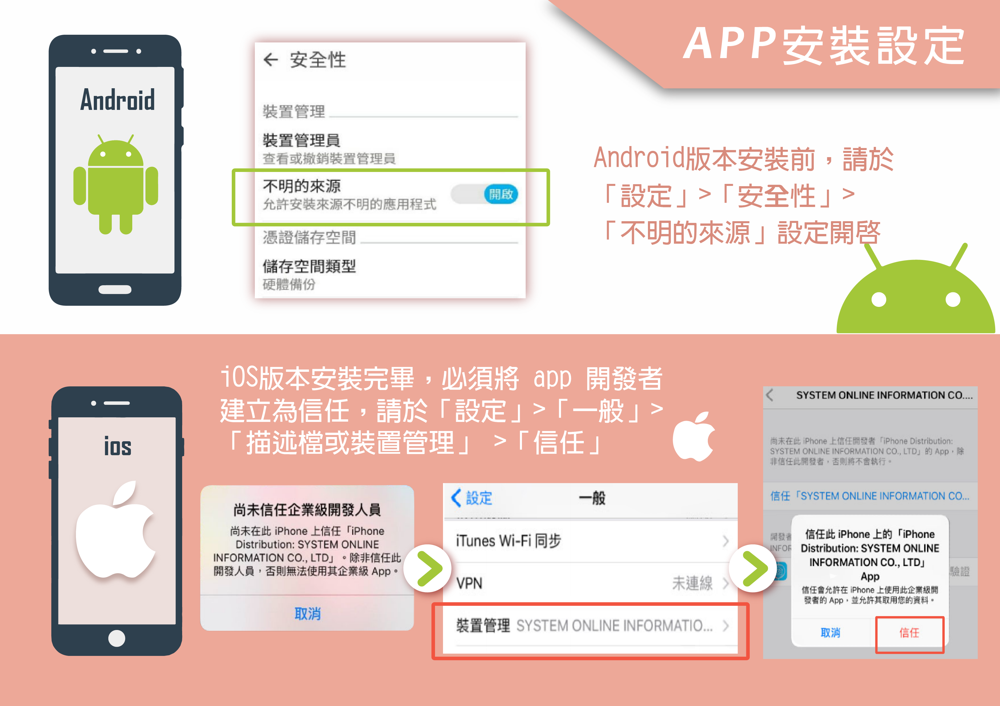 APP安裝設定
Android
← 安全性
裝置管理
裝置管理員
查看或撤銷裝置管理員
不明的來源
允許安裝來源不明的應用程式
開啟
憑證儲存空間
儲存空間類型
硬體備份
Android版本安裝前，請於
「設定」>「安全性」>
「不明的來源」設定開啓
ios
iOS版本安裝完畢，必須將 app 開發者
建立為信任，請於「設定」>「一般」>
「描述檔或裝置管理」 >「信任」
尚未信任企業級開發人員
尚未在此 iPhone 上信任「iPhone
Distribution: SYSTEM ONLINE
INFORMATION CO., LTD」。除非信任此
開發人員，否則無法使用其企業級 App。
取消
設定
一般
iTunes Wi-Fi 同步
VPN 未連線
裝置管理 SYSTEM ONLINE INFORMATIO...
SYSTEM ONLINE INFORMATION CO....
尚未在此 iPhone 上信任開發者「iPhone Distribution:
SYSTEM ONLINE INFORMATION CO., LTD」的 App，除
非信任此開發者，否則將不會執行。
信任「SYSTEM ONLINE INFORMATION CO...
開發者
INFOR
驗證
信任此 iPhone 上的「iPhone
Distribution: SYSTEM ONLINE
INFORMATION CO., LTD」
App
信任會允許在 iPhone 上使用此企業級開
發者的 App，並允許其取用您的資料。
取消
信任